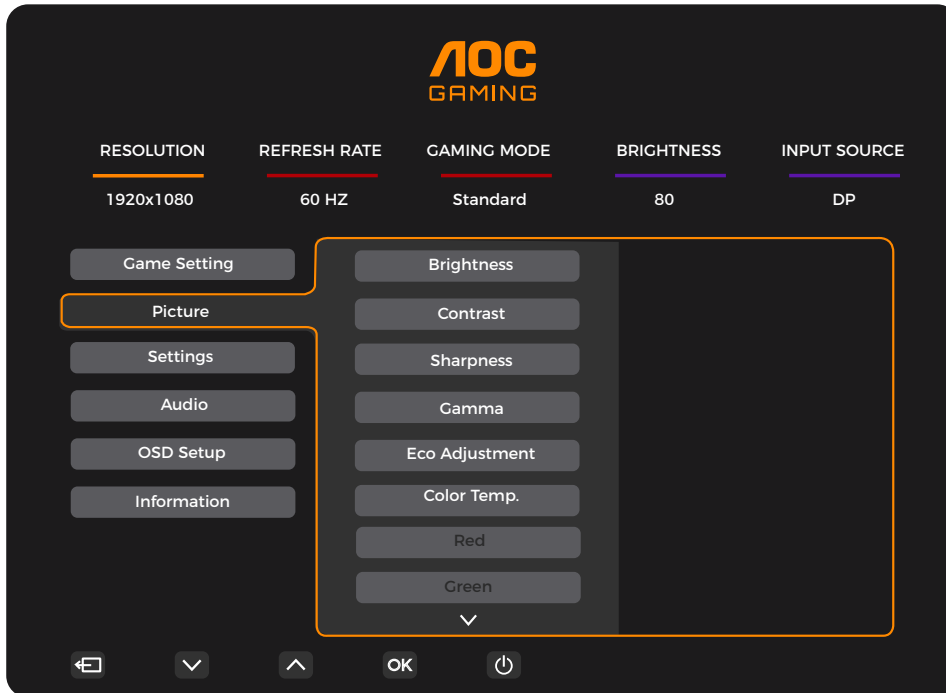 AOC
GAMING
RESOLUTION REFRESH RATE GAMING MODE BRIGHTNESS INPUT SOURCE
1920x1080 60 HZ Standard 80 DP
Game Setting
Picture
Settings
Audio
OSD Setup
Information
Brightness
Contrast
Sharpness
Gamma
Eco Adjustment
Color Temp.
Red
Green
OK